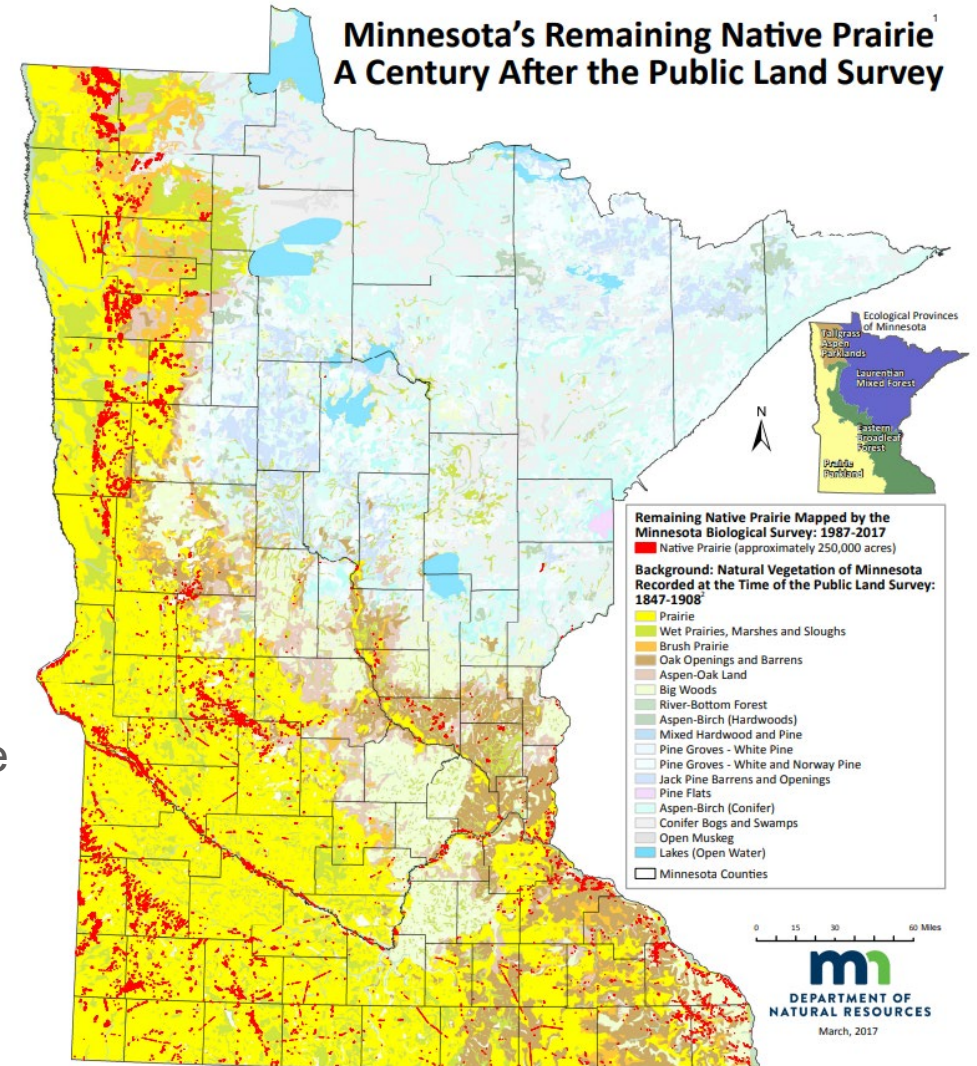 Minnesota's Remaining Native Prairie¹
A Century After the Public Land Survey
Ecological Provinces
of Minnesota
Tallgrass
Aspen
Parklands
Laurentian
Mixed Forest
Eastern
Broadleaf
Forest
Prairie
Parkland
N
e
Remaining Native Prairie Mapped by the
Minnesota Biological Survey: 1987-2017
Native Prairie (approximately 250,000 acres)
Background: Natural Vegetation of Minnesota
Recorded at the Time of the Public Land Survey:
1847-1908²
Prairie
Wet Prairies, Marshes and Sloughs
Brush Prairie
Oak Openings and Barrens
Aspen-Oak Land
Big Woods
River-Bottom Forest
Aspen-Birch (Hardwoods)
Mixed Hardwood and Pine
Pine Groves - White Pine
Pine Groves - White and Norway Pine
Jack Pine Barrens and Openings
Pine Flats
Aspen-Birch (Conifer)
Conifer Bogs and Swamps
Open Muskeg
Lakes (Open Water)
Minnesota Counties
0 15 30 60 Miles
mn
DEPARTMENT OF
NATURAL RESOURCES
March, 2017